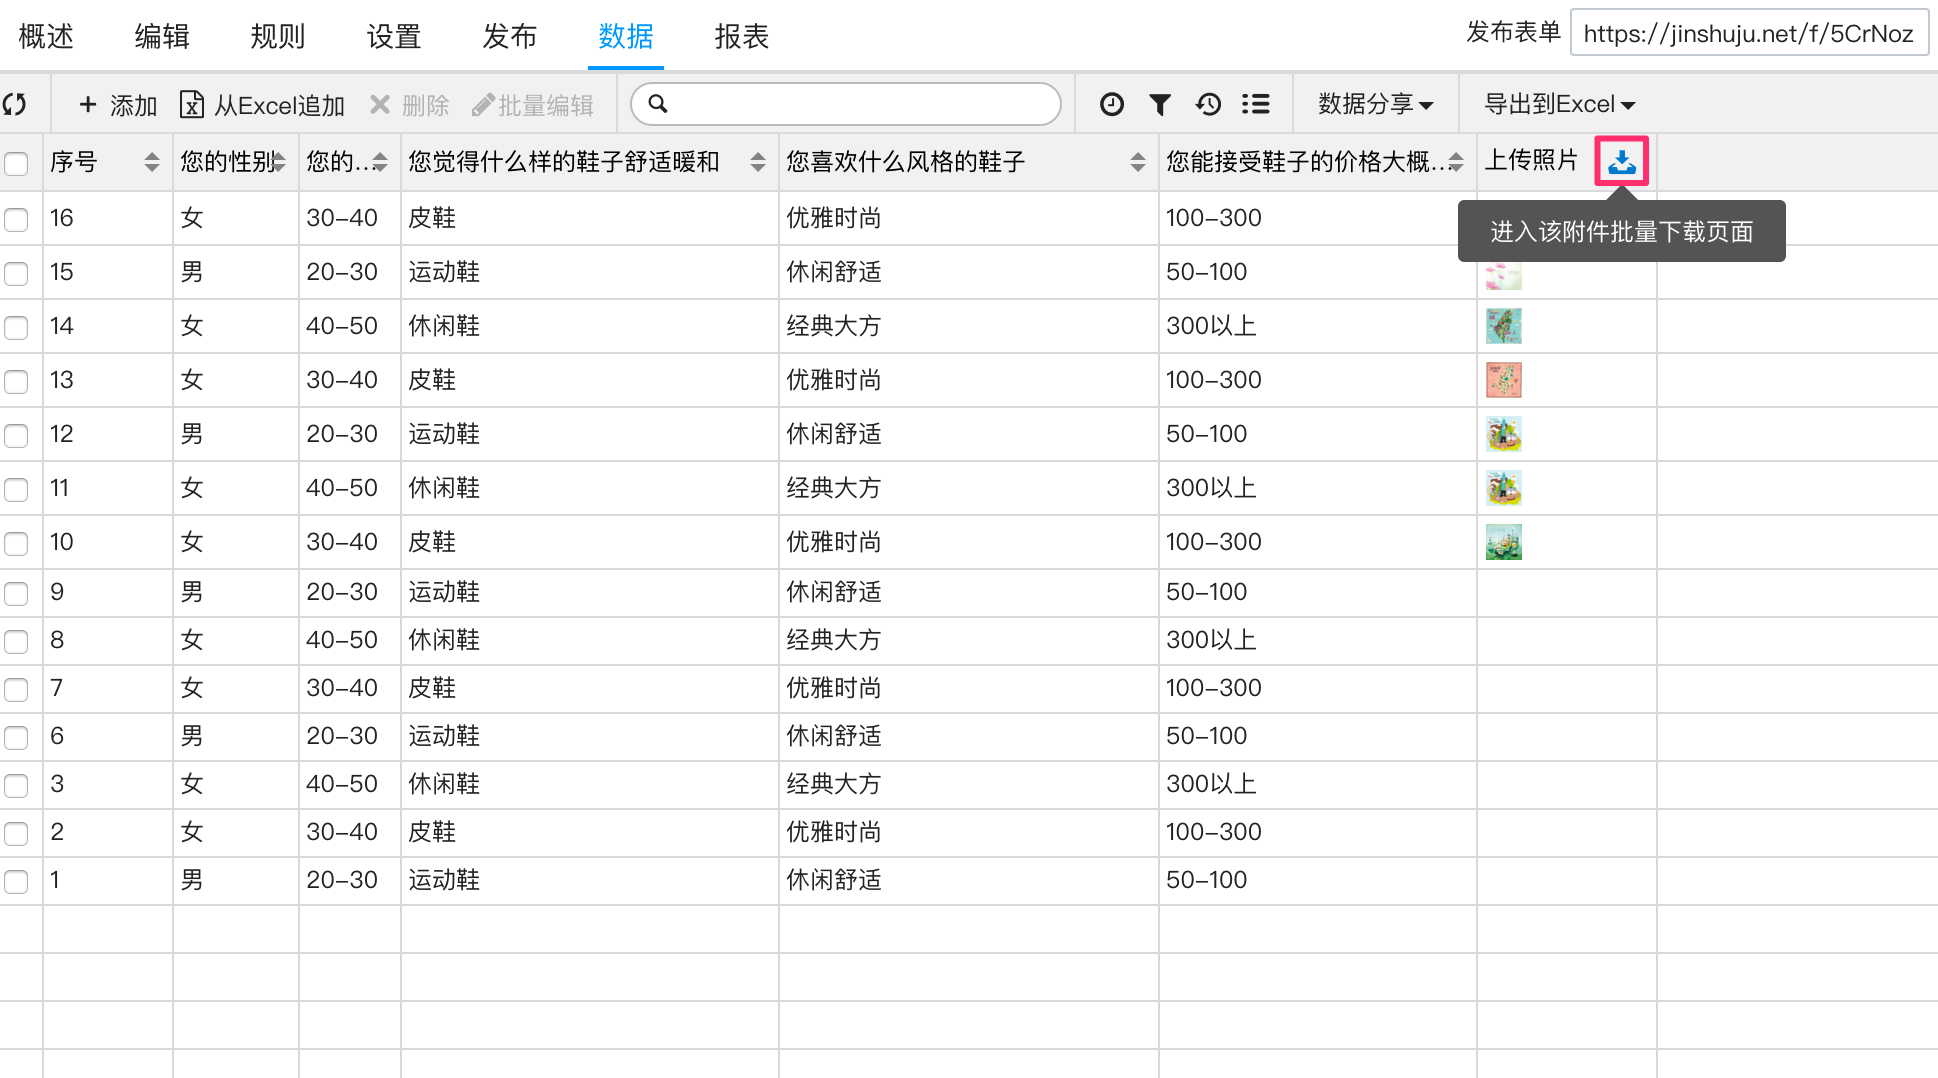 概述 编辑 规则 设置 发布 数据 报表 发布表单 https://jinshuju.net/f/5CrNoz
添加 从Excel追加 删除 批量编辑 数据分享 导出到Excel
序号 您的性别 您的... 您觉得什么样的鞋子舒适暖和 您喜欢什么风格的鞋子 您能接受鞋子的价格大概... 上传照片
16 女 30-40 皮鞋 优雅时尚 100-300
进入该附件批量下载页面
15 男 20-30 运动鞋 休闲舒适 50-100
14 女 40-50 休闲鞋 经典大方 300以上
13 女 30-40 皮鞋 优雅时尚 100-300
12 男 20-30 运动鞋 休闲舒适 50-100
11 女 40-50 休闲鞋 经典大方 300以上
10 女 30-40 皮鞋 优雅时尚 100-300
9 男 20-30 运动鞋 休闲舒适 50-100
8 女 40-50 休闲鞋 经典大方 300以上
7 女 30-40 皮鞋 优雅时尚 100-300
6 男 20-30 运动鞋 休闲舒适 50-100
3 女 40-50 休闲鞋 经典大方 300以上
2 女 30-40 皮鞋 优雅时尚 100-300
1 男 20-30 运动鞋 休闲舒适 50-100